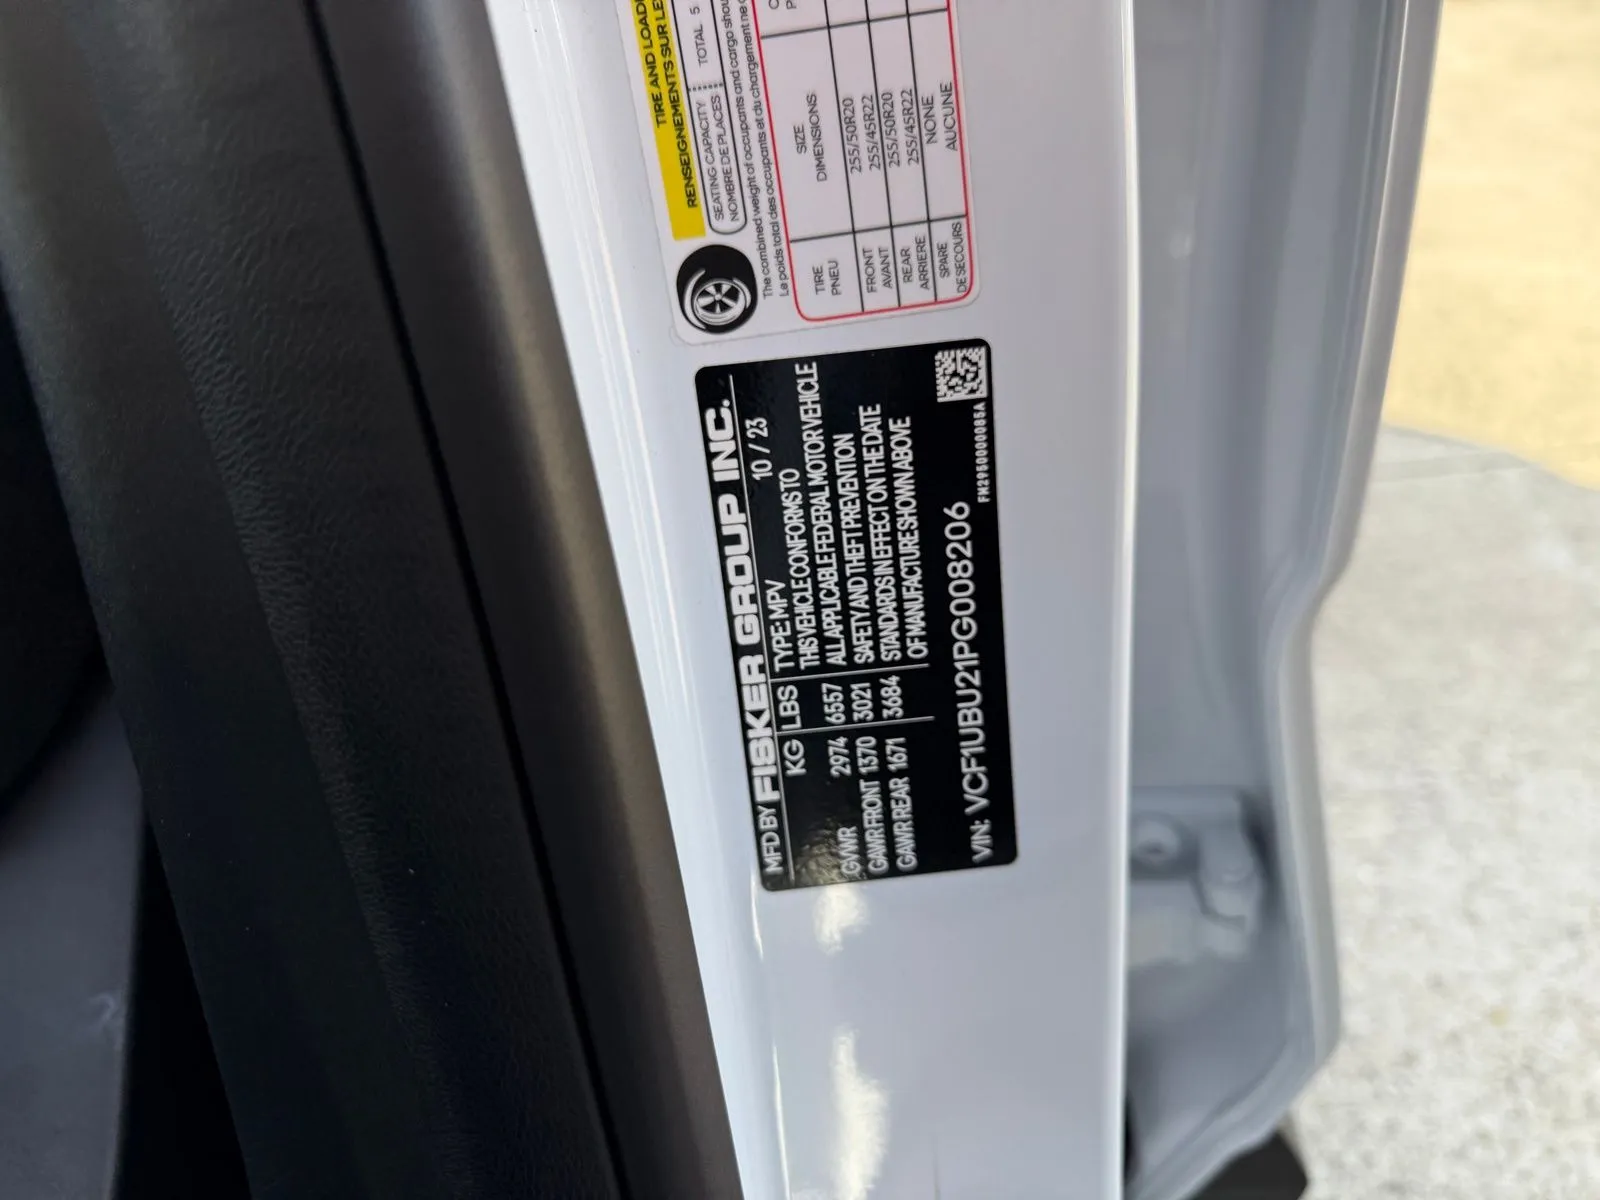 TIRE AND LOADI
RENSEIGNEMENTS SUR LE
SEATING CAPACITY
NOMBRE DE PLACES
TOTAL 5
The combined weight of occupants and cargo shou
Le poids total des occupants et du chargement ne
TIRE
PNEU
SIZE
DIMENSIONS
FRONT
AVANT
255/50R20
255/45R22
REAR
ARRIERE
255/50R20
255/45R22
SPARE
DE SECOURS
NONE
AUCUNE
MFD BY FISKER GROUP INC.
KG LBS TYPE: MPV 10 / 23
GVWR 2974 6557
GAWR FRONT 1370 3021
GAWR REAR 1671 3684
THIS VEHICLE CONFORMS TO
ALL APPLICABLE FEDERAL MOTOR VEHICLE
SAFETY AND THEFT PREVENTION
STANDARDS IN EFFECT ON THE DATE
OF MANUFACTURE SHOWN ABOVE
VIN: VCF1UBU21PG008206
FM29S0000085A